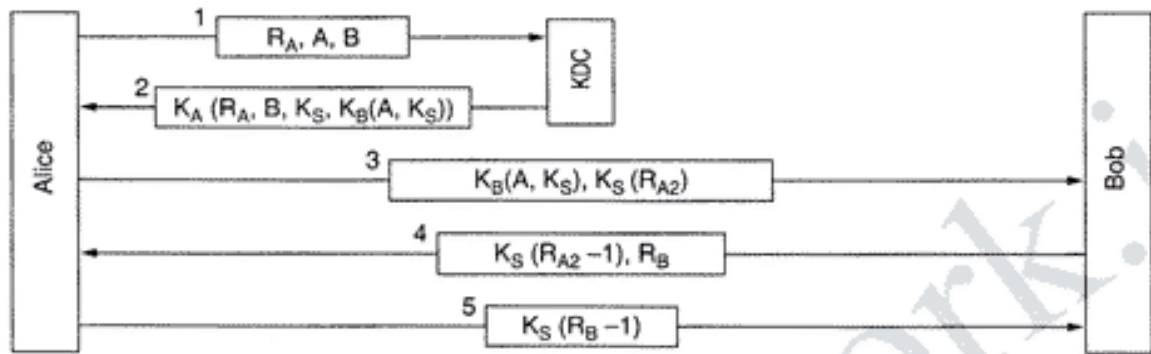 1
R_A, A, B
KDC
2
K_A (R_A, B, K_S, K_B(A, K_S))
Alice
3
K_B(A, K_S), K_S (R_A2)
Bob
4
K_S (R_A2 –1), R_B
5
K_S (R_B –1)